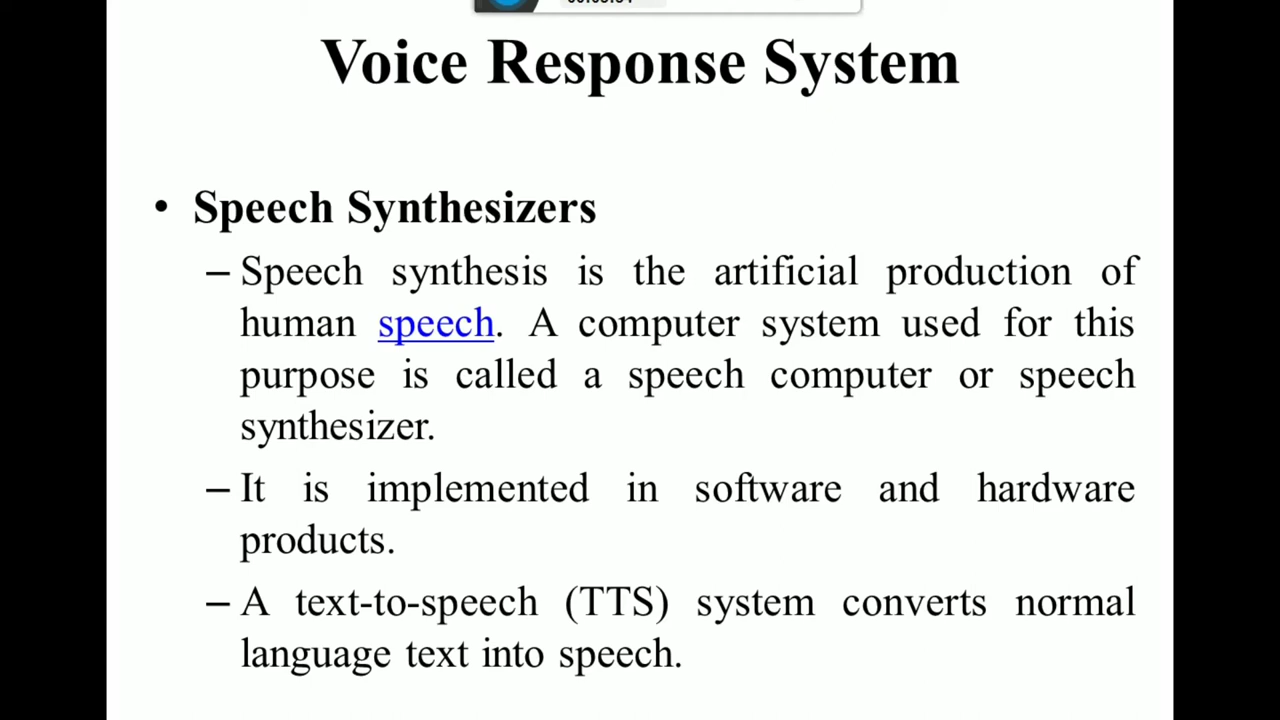 Voice Response System
• Speech Synthesizers
– Speech synthesis is the artificial production of
human speech. A computer system used for this
purpose is called a speech computer or speech
synthesizer.
– It is implemented in software and hardware
products.
– A text-to-speech (TTS) system converts normal
language text into speech.